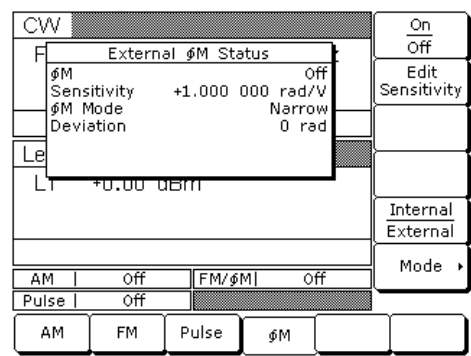 CW
F
External ϕM Status
ϕM Off
Sensitivity +1.000 000 rad/V
ϕM Mode Narrow
Deviation 0 rad
Le
L1 +0.00 dBm
AM | Off FM/ϕM| Off
Pulse | Off
On
Off
Edit
Sensitivity
Internal
External
Mode ›
AM FM Pulse ϕM